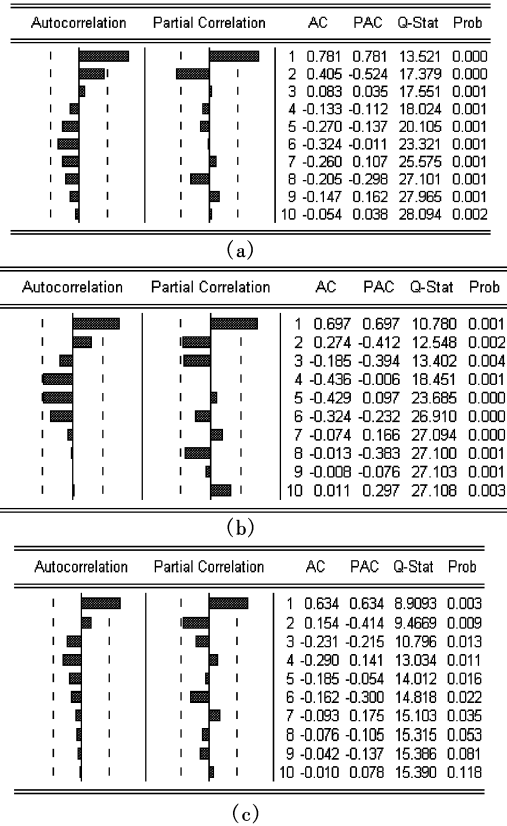 Autocorrelation Partial Correlation AC PAC Q-Stat Prob
1 0.781 0.781 13.521 0.000
2 0.405 -0.524 17.379 0.000
3 0.083 0.035 17.551 0.001
4 -0.133 -0.112 18.024 0.001
5 -0.270 -0.137 20.105 0.001
6 -0.324 -0.011 23.321 0.001
7 -0.260 0.107 25.575 0.001
8 -0.205 -0.298 27.101 0.001
9 -0.147 0.162 27.965 0.001
10 -0.054 0.038 28.094 0.002
(a)
Autocorrelation Partial Correlation AC PAC Q-Stat Prob
1 0.697 0.697 10.780 0.001
2 0.274 -0.412 12.548 0.002
3 -0.185 -0.394 13.402 0.004
4 -0.436 -0.006 18.451 0.001
5 -0.429 0.097 23.685 0.000
6 -0.324 -0.232 26.910 0.000
7 -0.074 0.166 27.094 0.000
8 -0.013 -0.383 27.100 0.001
9 -0.008 -0.076 27.103 0.001
10 0.011 0.297 27.108 0.003
(b)
Autocorrelation Partial Correlation AC PAC Q-Stat Prob
1 0.634 0.634 8.9093 0.003
2 0.154 -0.414 9.4669 0.009
3 -0.231 -0.215 10.796 0.013
4 -0.290 0.141 13.034 0.011
5 -0.185 -0.054 14.012 0.016
6 -0.162 -0.300 14.818 0.022
7 -0.093 0.175 15.103 0.035
8 -0.076 -0.105 15.315 0.053
9 -0.042 -0.137 15.386 0.081
10 -0.010 0.078 15.390 0.118
(c)